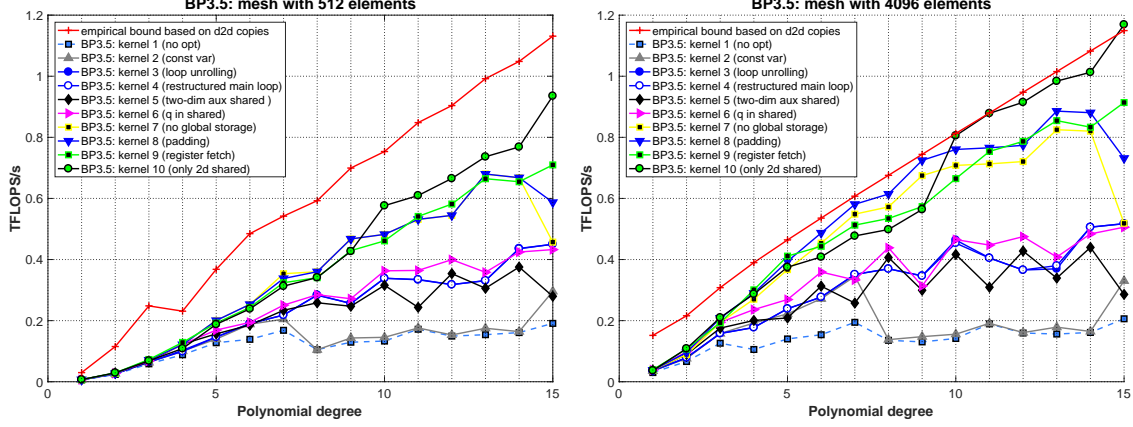 BP3.5: mesh with 512 elements
1.2
1
0.8
0.6
0.4
0.2
0
TFLOPS/s
empirical bound based on d2d copies
BP3.5: kernel 1 (no opt)
BP3.5: kernel 2 (const var)
BP3.5: kernel 3 (loop unrolling)
BP3.5: kernel 4 (restructured main loop)
BP3.5: kernel 5 (two-dim aux shared )
BP3.5: kernel 6 (q in shared)
BP3.5: kernel 7 (no global storage)
BP3.5: kernel 8 (padding)
BP3.5: kernel 9 (register fetch)
BP3.5: kernel 10 (only 2d shared)
0 5 10 15
Polynomial degree
BP3.5: mesh with 4096 elements
1.2
1
0.8
0.6
0.4
0.2
0
TFLOPS/s
empirical bound based on d2d copies
BP3.5: kernel 1 (no opt)
BP3.5: kernel 2 (const var)
BP3.5: kernel 3 (loop unrolling)
BP3.5: kernel 4 (restructured main loop)
BP3.5: kernel 5 (two-dim aux shared)
BP3.5: kernel 6 (q in shared)
BP3.5: kernel 7 (no global storage)
BP3.5: kernel 8 (padding)
BP3.5: kernel 9 (register fetch)
BP3.5: kernel 10 (only 2d shared)
0 5 10 15
Polynomial degree